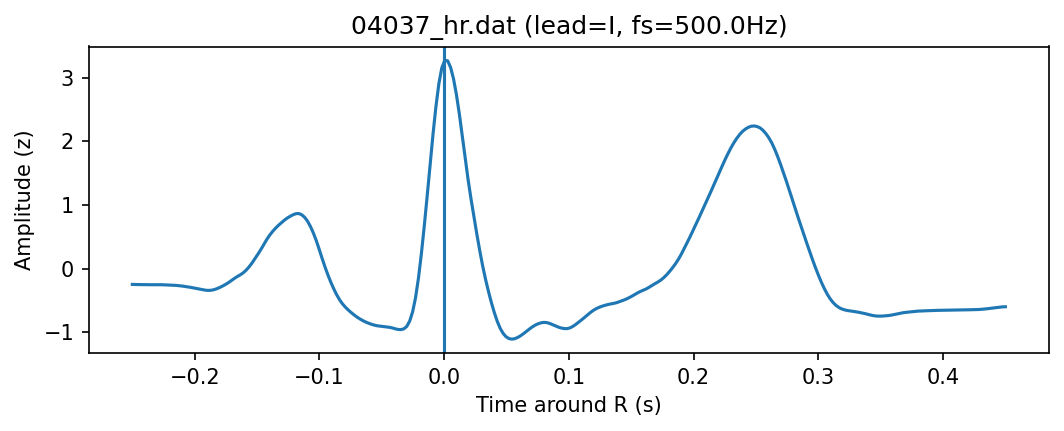 04037_hr.dat (lead=I, fs=500.0Hz)
Amplitude (z)
3
2
1
0
−1
−0.2 −0.1 0.0 0.1 0.2 0.3 0.4
Time around R (s)